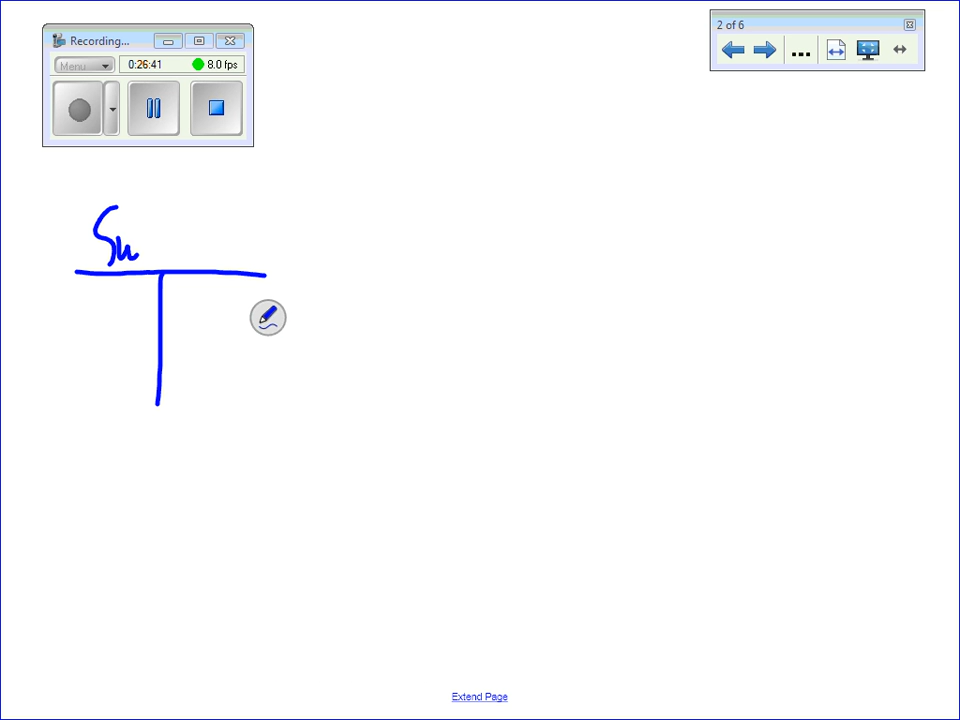 Recording...
2 of 6
Menu
0:26:41
8.0 fps
...
Su
Extend Page